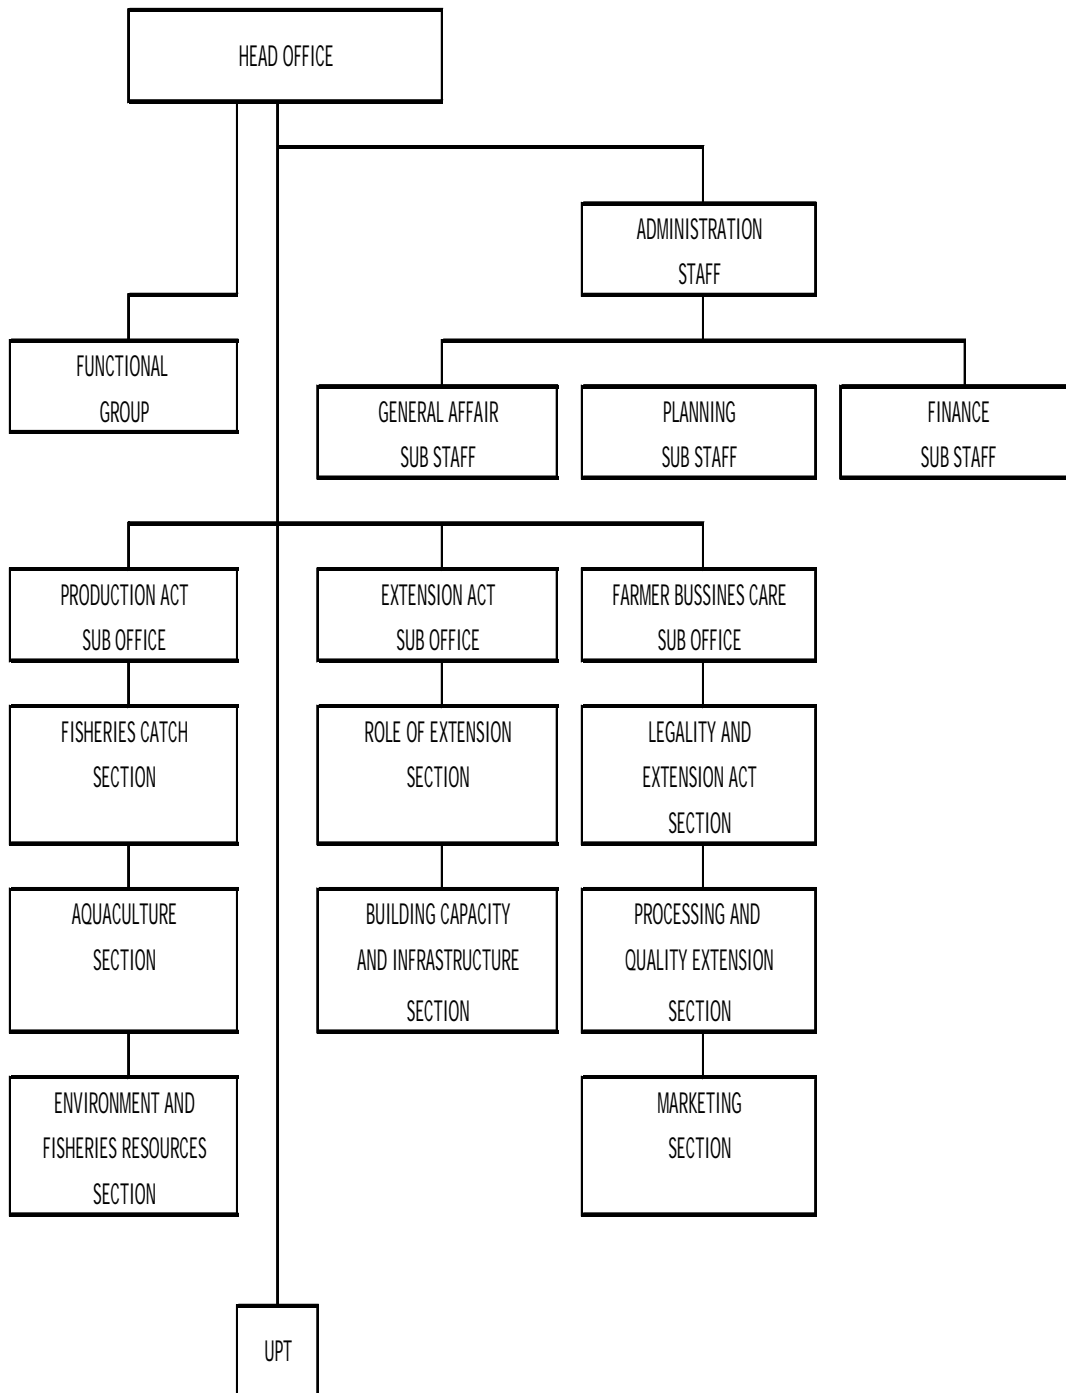 HEAD OFFICE
ADMINISTRATION
STAFF
FUNCTIONAL
GROUP
GENERAL AFFAIR
SUB STAFF
PLANNING
SUB STAFF
FINANCE
SUB STAFF
PRODUCTION ACT
SUB OFFICE
EXTENSION ACT
SUB OFFICE
FARMER BUSSINES CARE
SUB OFFICE
FISHERIES CATCH
SECTION
ROLE OF EXTENSION
SECTION
LEGALITY AND
EXTENSION ACT
SECTION
AQUACULTURE
SECTION
BUILDING CAPACITY
AND INFRASTRUCTURE
SECTION
PROCESSING AND
QUALITY EXTENSION
SECTION
ENVIRONMENT AND
FISHERIES RESOURCES
SECTION
MARKETING
SECTION
UPT